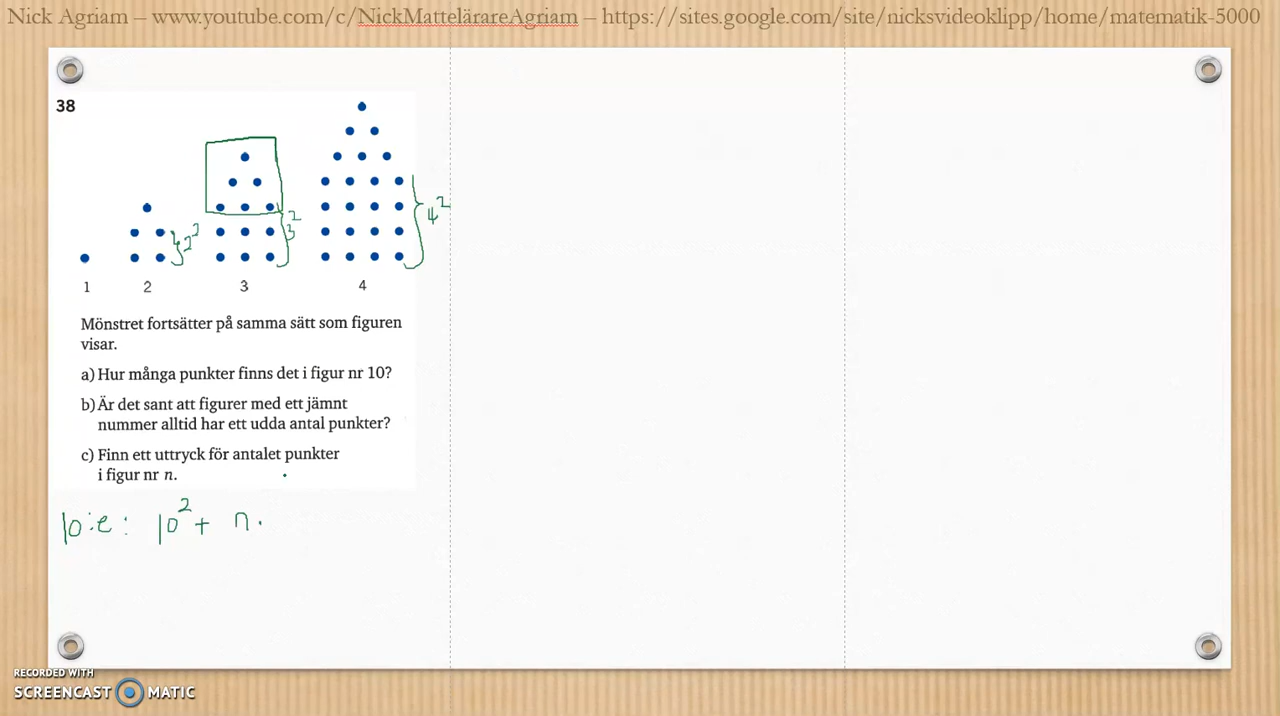 Nick Agriam – www.youtube.com/c/NickMattelärareAgriam – https://sites.google.com/site/nicksvideoklipp/home/matematik-5000
38
2²
3²
4²
1 2 3 4
Mönstret fortsätter på samma sätt som figuren
visar.
a) Hur många punkter finns det i figur nr 10?
b) Är det sant att figurer med ett jämnt
nummer alltid har ett udda antal punkter?
c) Finn ett uttryck för antalet punkter
i figur nr n.
10:e: 10² + n.
RECORDED WITH
SCREENCAST MATIC